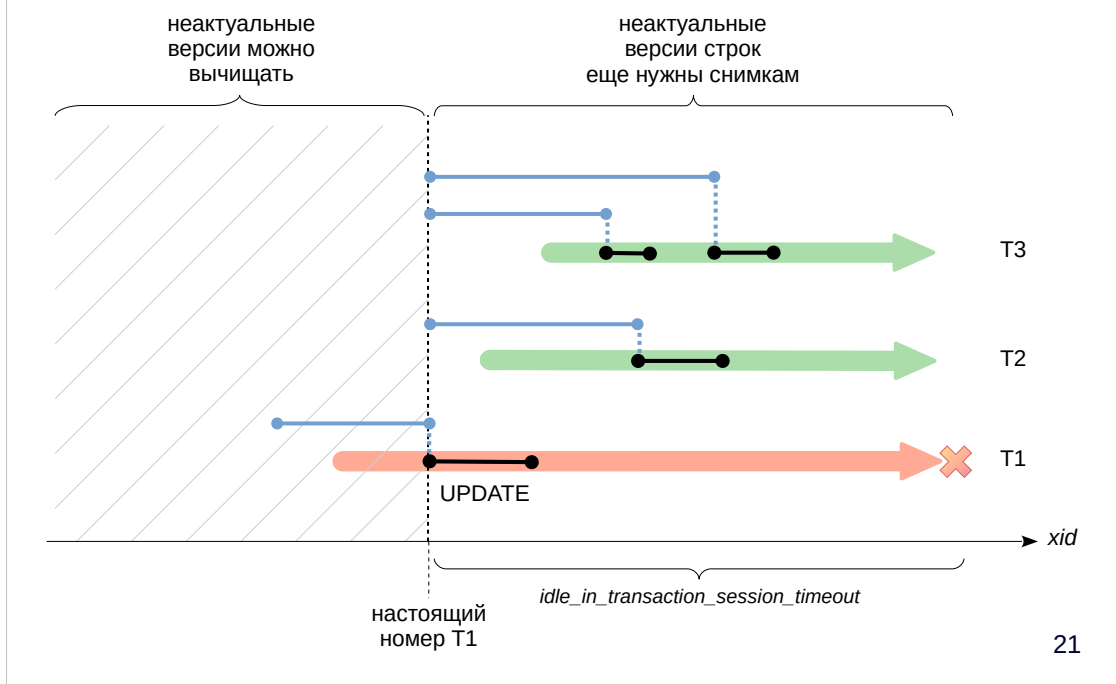 неактуальные
версии можно
вычищать
неактуальные
версии строк
еще нужны снимкам
T3
T2
T1
UPDATE
xid
idle_in_transaction_session_timeout
настоящий
номер T1
21